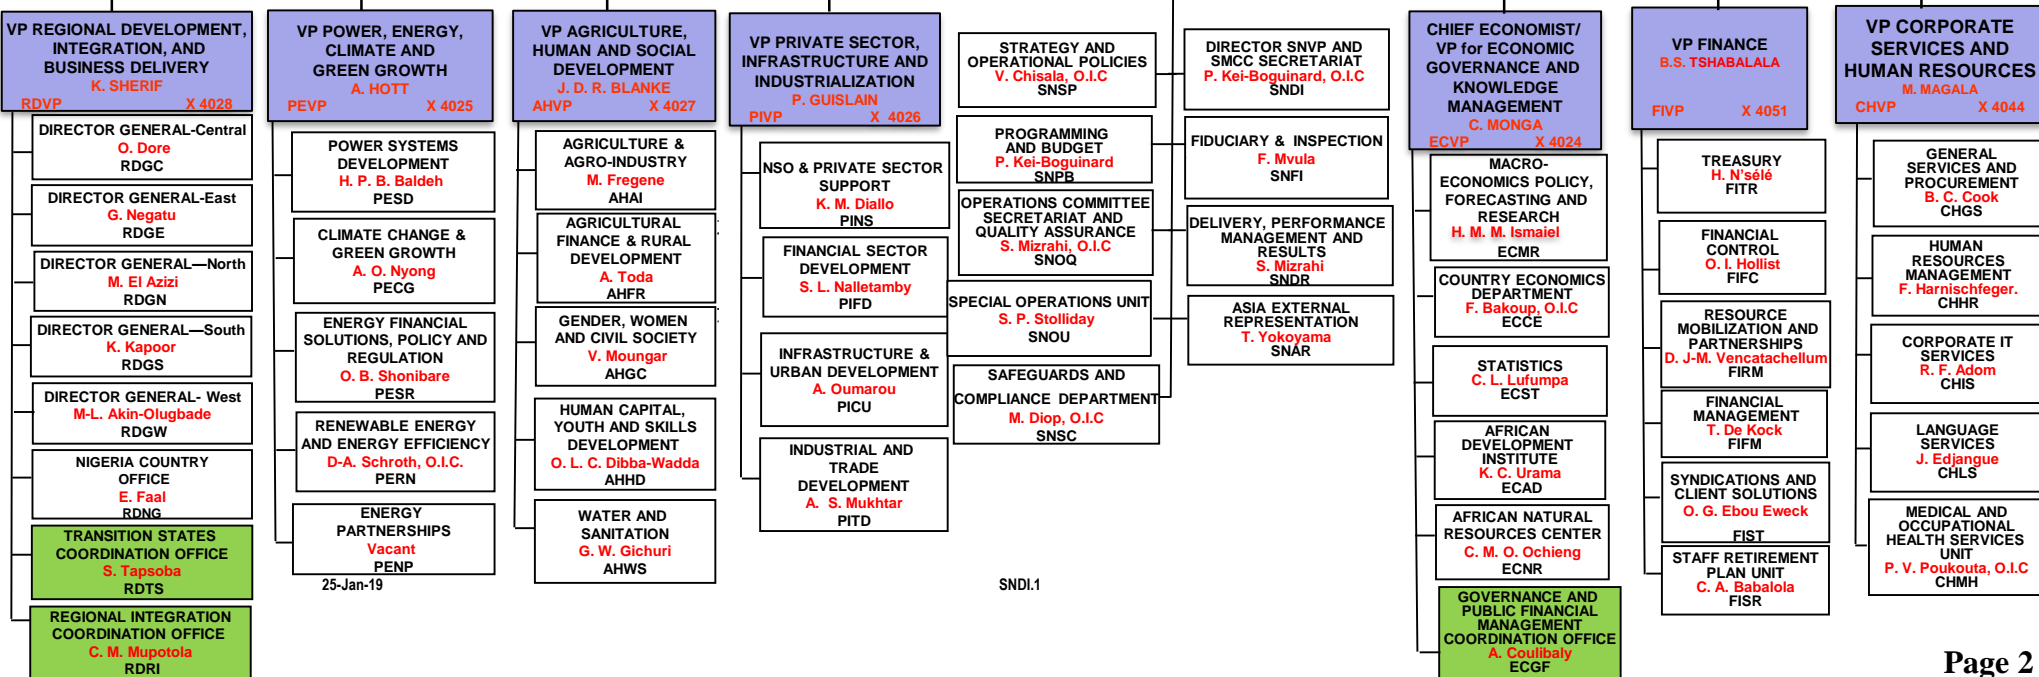 VP REGIONAL DEVELOPMENT,
INTEGRATION, AND
BUSINESS DELIVERY
K. SHERIF
RDVP X 4028
DIRECTOR GENERAL-Central
O. Dore
RDGC
DIRECTOR GENERAL-East
G. Negatu
RDGE
DIRECTOR GENERAL—North
M. El Azizi
RDGN
DIRECTOR GENERAL—South
K. Kapoor
RDGS
DIRECTOR GENERAL- West
M-L. Akin-Olugbade
RDGW
NIGERIA COUNTRY
OFFICE
E. Faal
RDNG
TRANSITION STATES
COORDINATION OFFICE
S. Tapsoba
RDTS
REGIONAL INTEGRATION
COORDINATION OFFICE
C. M. Mupotola
RDRI
VP POWER, ENERGY,
CLIMATE AND
GREEN GROWTH
A. HOTT
PEVP X 4025
POWER SYSTEMS
DEVELOPMENT
H. P. B. Baldeh
PESD
CLIMATE CHANGE &
GREEN GROWTH
A. O. Nyong
PECG
ENERGY FINANCIAL
SOLUTIONS, POLICY AND
REGULATION
O. B. Shonibare
PESR
RENEWABLE ENERGY
AND ENERGY EFFICIENCY
D-A. Schroth, O.I.C.
PERN
ENERGY
PARTNERSHIPS
Vacant
PENP
25-Jan-19
VP AGRICULTURE,
HUMAN AND SOCIAL
DEVELOPMENT
J. D. R. BLANKE
AHVP X 4027
AGRICULTURE &
AGRO-INDUSTRY
M. Fregene
AHAI
AGRICULTURAL
FINANCE & RURAL
DEVELOPMENT
A. Toda
AHFR
GENDER, WOMEN
AND CIVIL SOCIETY
V. Moungar
AHGC
HUMAN CAPITAL,
YOUTH AND SKILLS
DEVELOPMENT
O. L. C. Dibba-Wadda
AHHD
WATER AND
SANITATION
G. W. Gichuri
AHWS
VP PRIVATE SECTOR,
INFRASTRUCTURE AND
INDUSTRIALIZATION
P. GUISLAIN
PIVP X 4026
NSO & PRIVATE SECTOR
SUPPORT
K. M. Diallo
PINS
FINANCIAL SECTOR
DEVELOPMENT
S. L. Nalletamby
PIFD
INFRASTRUCTURE &
URBAN DEVELOPMENT
A. Oumarou
PICU
INDUSTRIAL AND
TRADE
DEVELOPMENT
A. S. Mukhtar
PITD
STRATEGY AND
OPERATIONAL POLICIES
V. Chisala, O.I.C
SNSP
PROGRAMMING
AND BUDGET
P. Kei-Boguinard
SNPB
OPERATIONS COMMITTEE
SECRETARIAT AND
QUALITY ASSURANCE
S. Mizrahi, O.I.C
SNOQ
SPECIAL OPERATIONS UNIT
S. P. Stolliday
SNOU
SAFEGUARDS AND
COMPLIANCE DEPARTMENT
M. Diop, O.I.C
SNSC
SNDI.1
DIRECTOR SNVP AND
SMCC SECRETARIAT
P. Kei-Boguinard, O.I.C
SNDI
FIDUCIARY & INSPECTION
F. Mvula
SNFI
DELIVERY, PERFORMANCE
MANAGEMENT AND
RESULTS
S. Mizrahi
SNDR
ASIA EXTERNAL
REPRESENTATION
T. Yokoyama
SNAR
CHIEF ECONOMIST/
VP for ECONOMIC
GOVERNANCE AND
KNOWLEDGE
MANAGEMENT
C. MONGA
ECVP X 4024
MACRO-
ECONOMICS POLICY,
FORECASTING AND
RESEARCH
H. M. M. Ismaiel
ECMR
COUNTRY ECONOMICS
DEPARTMENT
F. Bakoup, O.I.C
ECCE
STATISTICS
C. L. Lufumpa
ECST
AFRICAN
DEVELOPMENT
INSTITUTE
K. C. Urama
ECAD
AFRICAN NATURAL
RESOURCES CENTER
C. M. O. Ochieng
ECNR
GOVERNANCE AND
PUBLIC FINANCIAL
MANAGEMENT
COORDINATION OFFICE
A. Coulibaly
ECGF
VP FINANCE
B.S. TSHABALALA
FIVP X 4051
TREASURY
H. N'sélé
FITR
FINANCIAL
CONTROL
O. I. Hollist
FIFC
RESOURCE
MOBILIZATION AND
PARTNERSHIPS
D. J-M. Vencatachellum
FIRM
FINANCIAL
MANAGEMENT
T. De Kock
FIFM
SYNDICATIONS AND
CLIENT SOLUTIONS
O. G. Ebou Eweck
FIST
STAFF RETIREMENT
PLAN UNIT
C. A. Babalola
FISR
VP CORPORATE
SERVICES AND
HUMAN RESOURCES
M. MAGALA
CHVP X 4044
GENERAL
SERVICES AND
PROCUREMENT
B. C. Cook
CHGS
HUMAN
RESOURCES
MANAGEMENT
F. Harnischfeger.
CHHR
CORPORATE IT
SERVICES
R. F. Adom
CHIS
LANGUAGE
SERVICES
J. Edjangue
CHLS
MEDICAL AND
OCCUPATIONAL
HEALTH SERVICES
UNIT
P. V. Poukouta, O.I.C
CHMH
Page 2